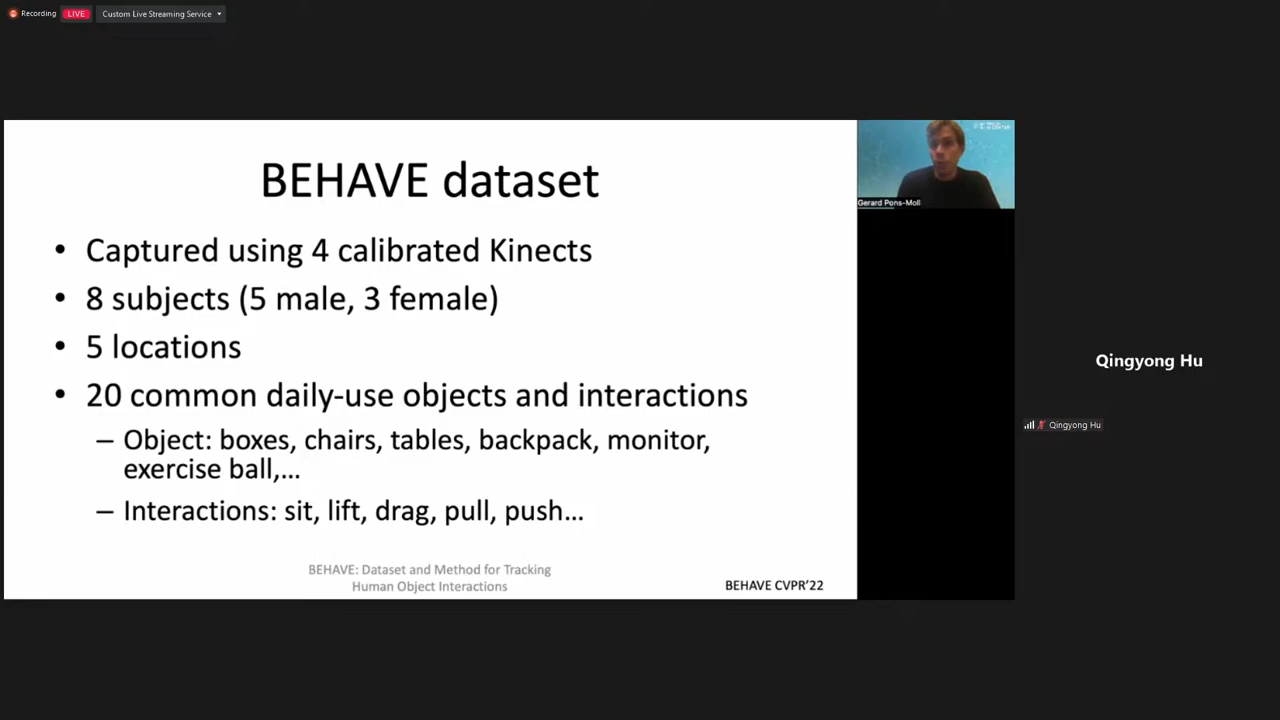 Recording
LIVE
Custom Live Streaming Service
BEHAVE dataset
• Captured using 4 calibrated Kinects
• 8 subjects (5 male, 3 female)
• 5 locations
• 20 common daily-use objects and interactions
– Object: boxes, chairs, tables, backpack, monitor,
exercise ball,...
– Interactions: sit, lift, drag, pull, push...
BEHAVE: Dataset and Method for Tracking
Human Object Interactions
BEHAVE CVPR'22
Gerard Pons-Moll
Qingyong Hu
Qingyong Hu